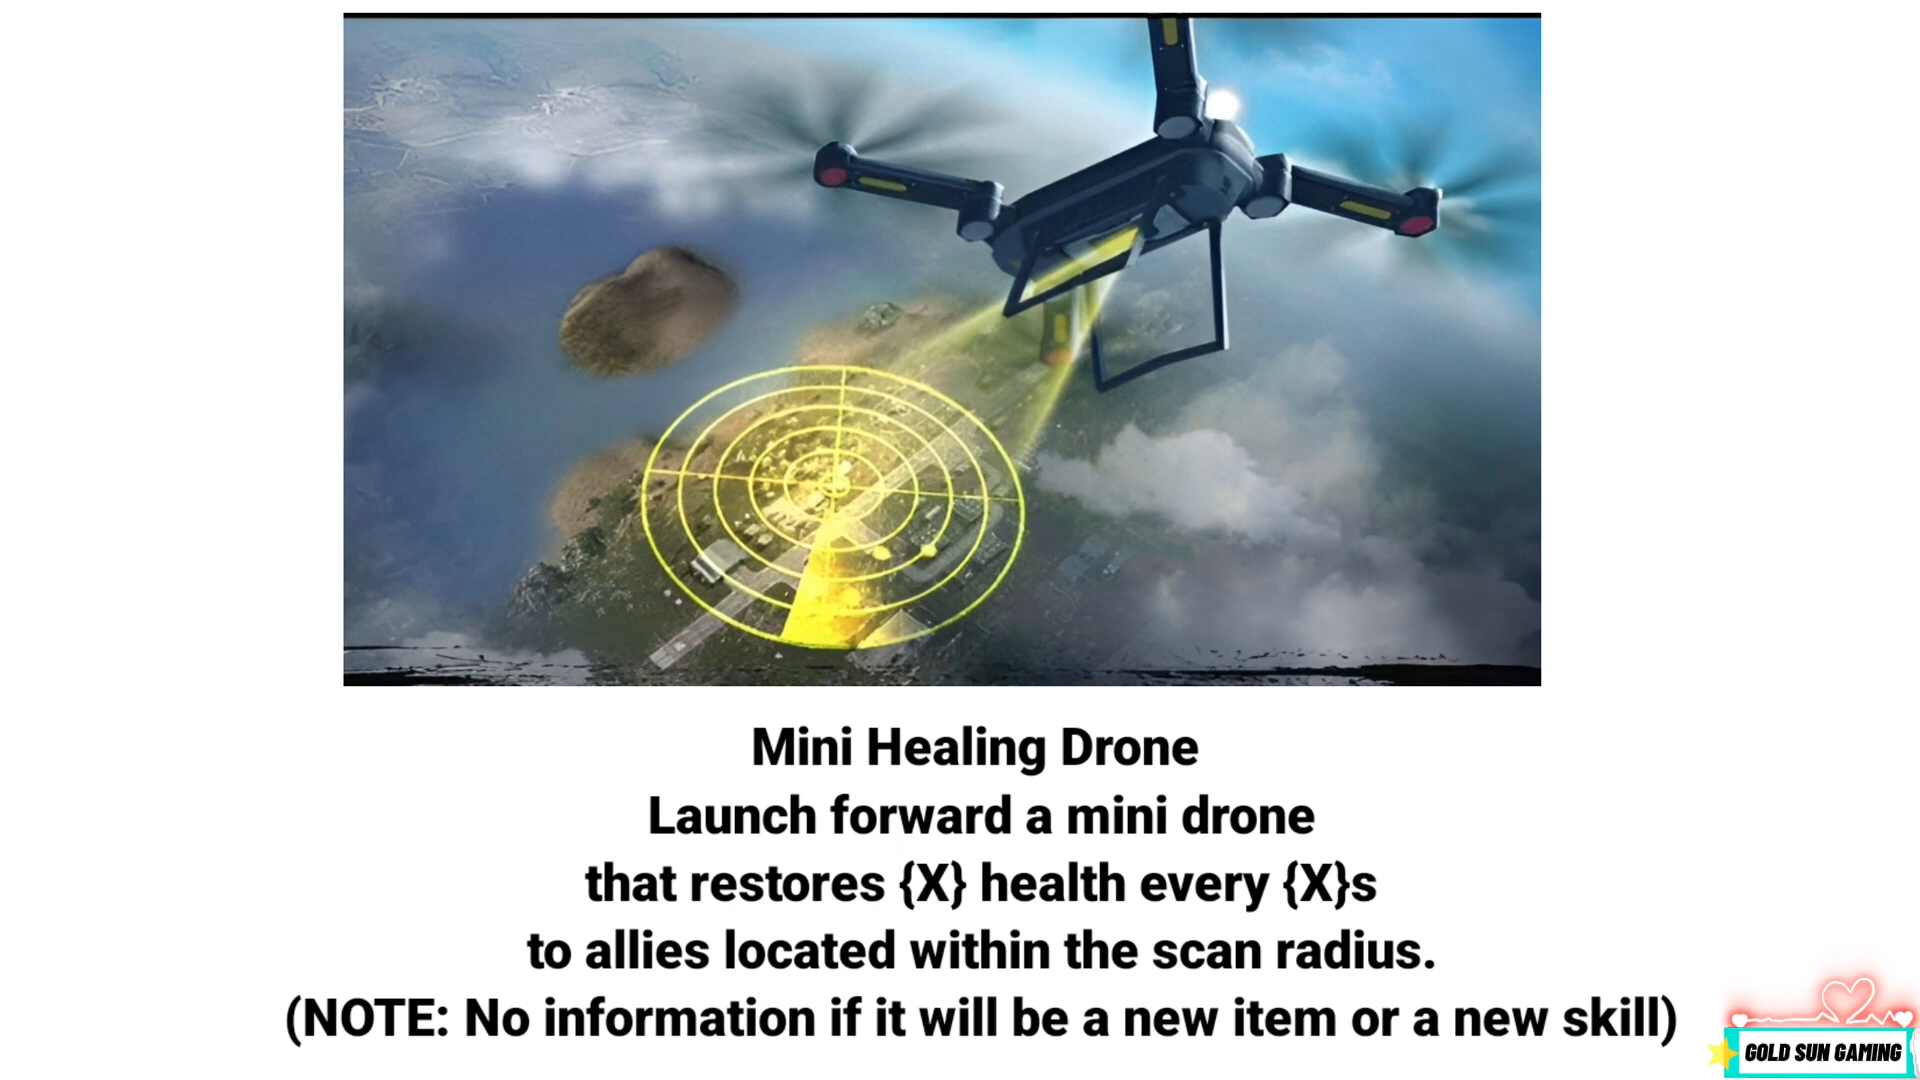 Mini Healing Drone
Launch forward a mini drone
that restores {X} health every {X}s
to allies located within the scan radius.
(NOTE: No information if it will be a new item or a new skill)
GOLD SUN GAMING